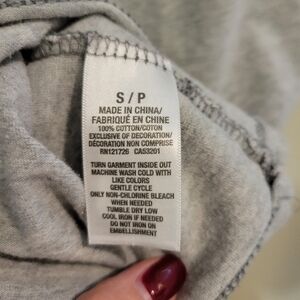 S / P
MADE IN CHINA/
FABRIQUÉ EN CHINE
100% COTTON/COTON
EXCLUSIVE OF DECORATION/
DÉCORATION NON COMPRISE
RN121726 CA53201
TURN GARMENT INSIDE OUT
MACHINE WASH COLD WITH
LIKE COLORS
GENTLE CYCLE
ONLY NON-CHLORINE BLEACH
WHEN NEEDED
TUMBLE DRY LOW
COOL IRON IF NEEDED
DO NOT IRON ON
EMBELLISHMENT